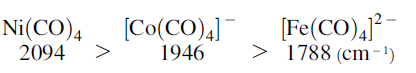 Ni(CO)₄ [Co(CO)₄]⁻ [Fe(CO)₄]²⁻
2094 > 1946 > 1788 (cm⁻¹)